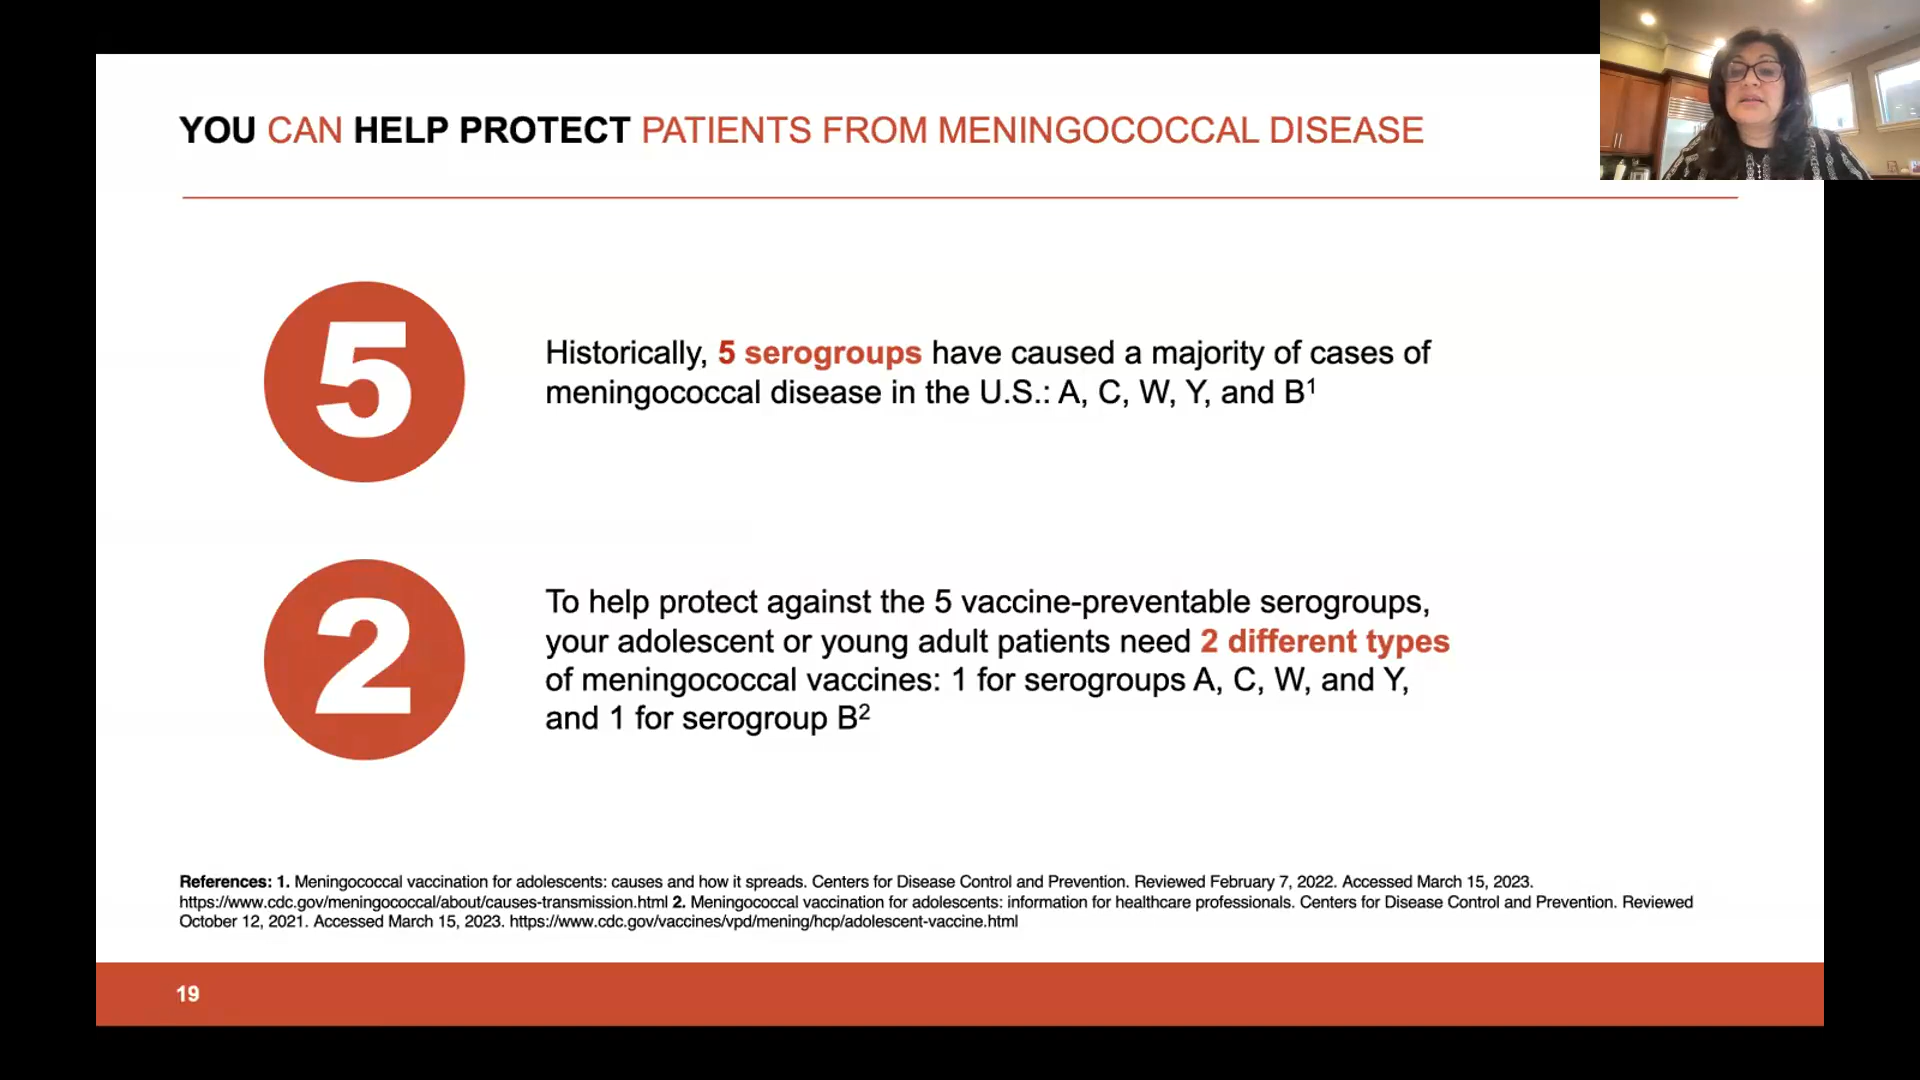 YOU CAN HELP PROTECT PATIENTS FROM MENINGOCOCCAL DISEASE
5
Historically, 5 serogroups have caused a majority of cases of
meningococcal disease in the U.S.: A, C, W, Y, and B¹
2
To help protect against the 5 vaccine-preventable serogroups,
your adolescent or young adult patients need 2 different types
of meningococcal vaccines: 1 for serogroups A, C, W, and Y,
and 1 for serogroup B²
References: 1. Meningococcal vaccination for adolescents: causes and how it spreads. Centers for Disease Control and Prevention. Reviewed February 7, 2022. Accessed March 15, 2023.
https://www.cdc.gov/meningococcal/about/causes-transmission.html 2. Meningococcal vaccination for adolescents: information for healthcare professionals. Centers for Disease Control and Prevention. Reviewed
October 12, 2021. Accessed March 15, 2023. https://www.cdc.gov/vaccines/vpd/mening/hcp/adolescent-vaccine.html
19